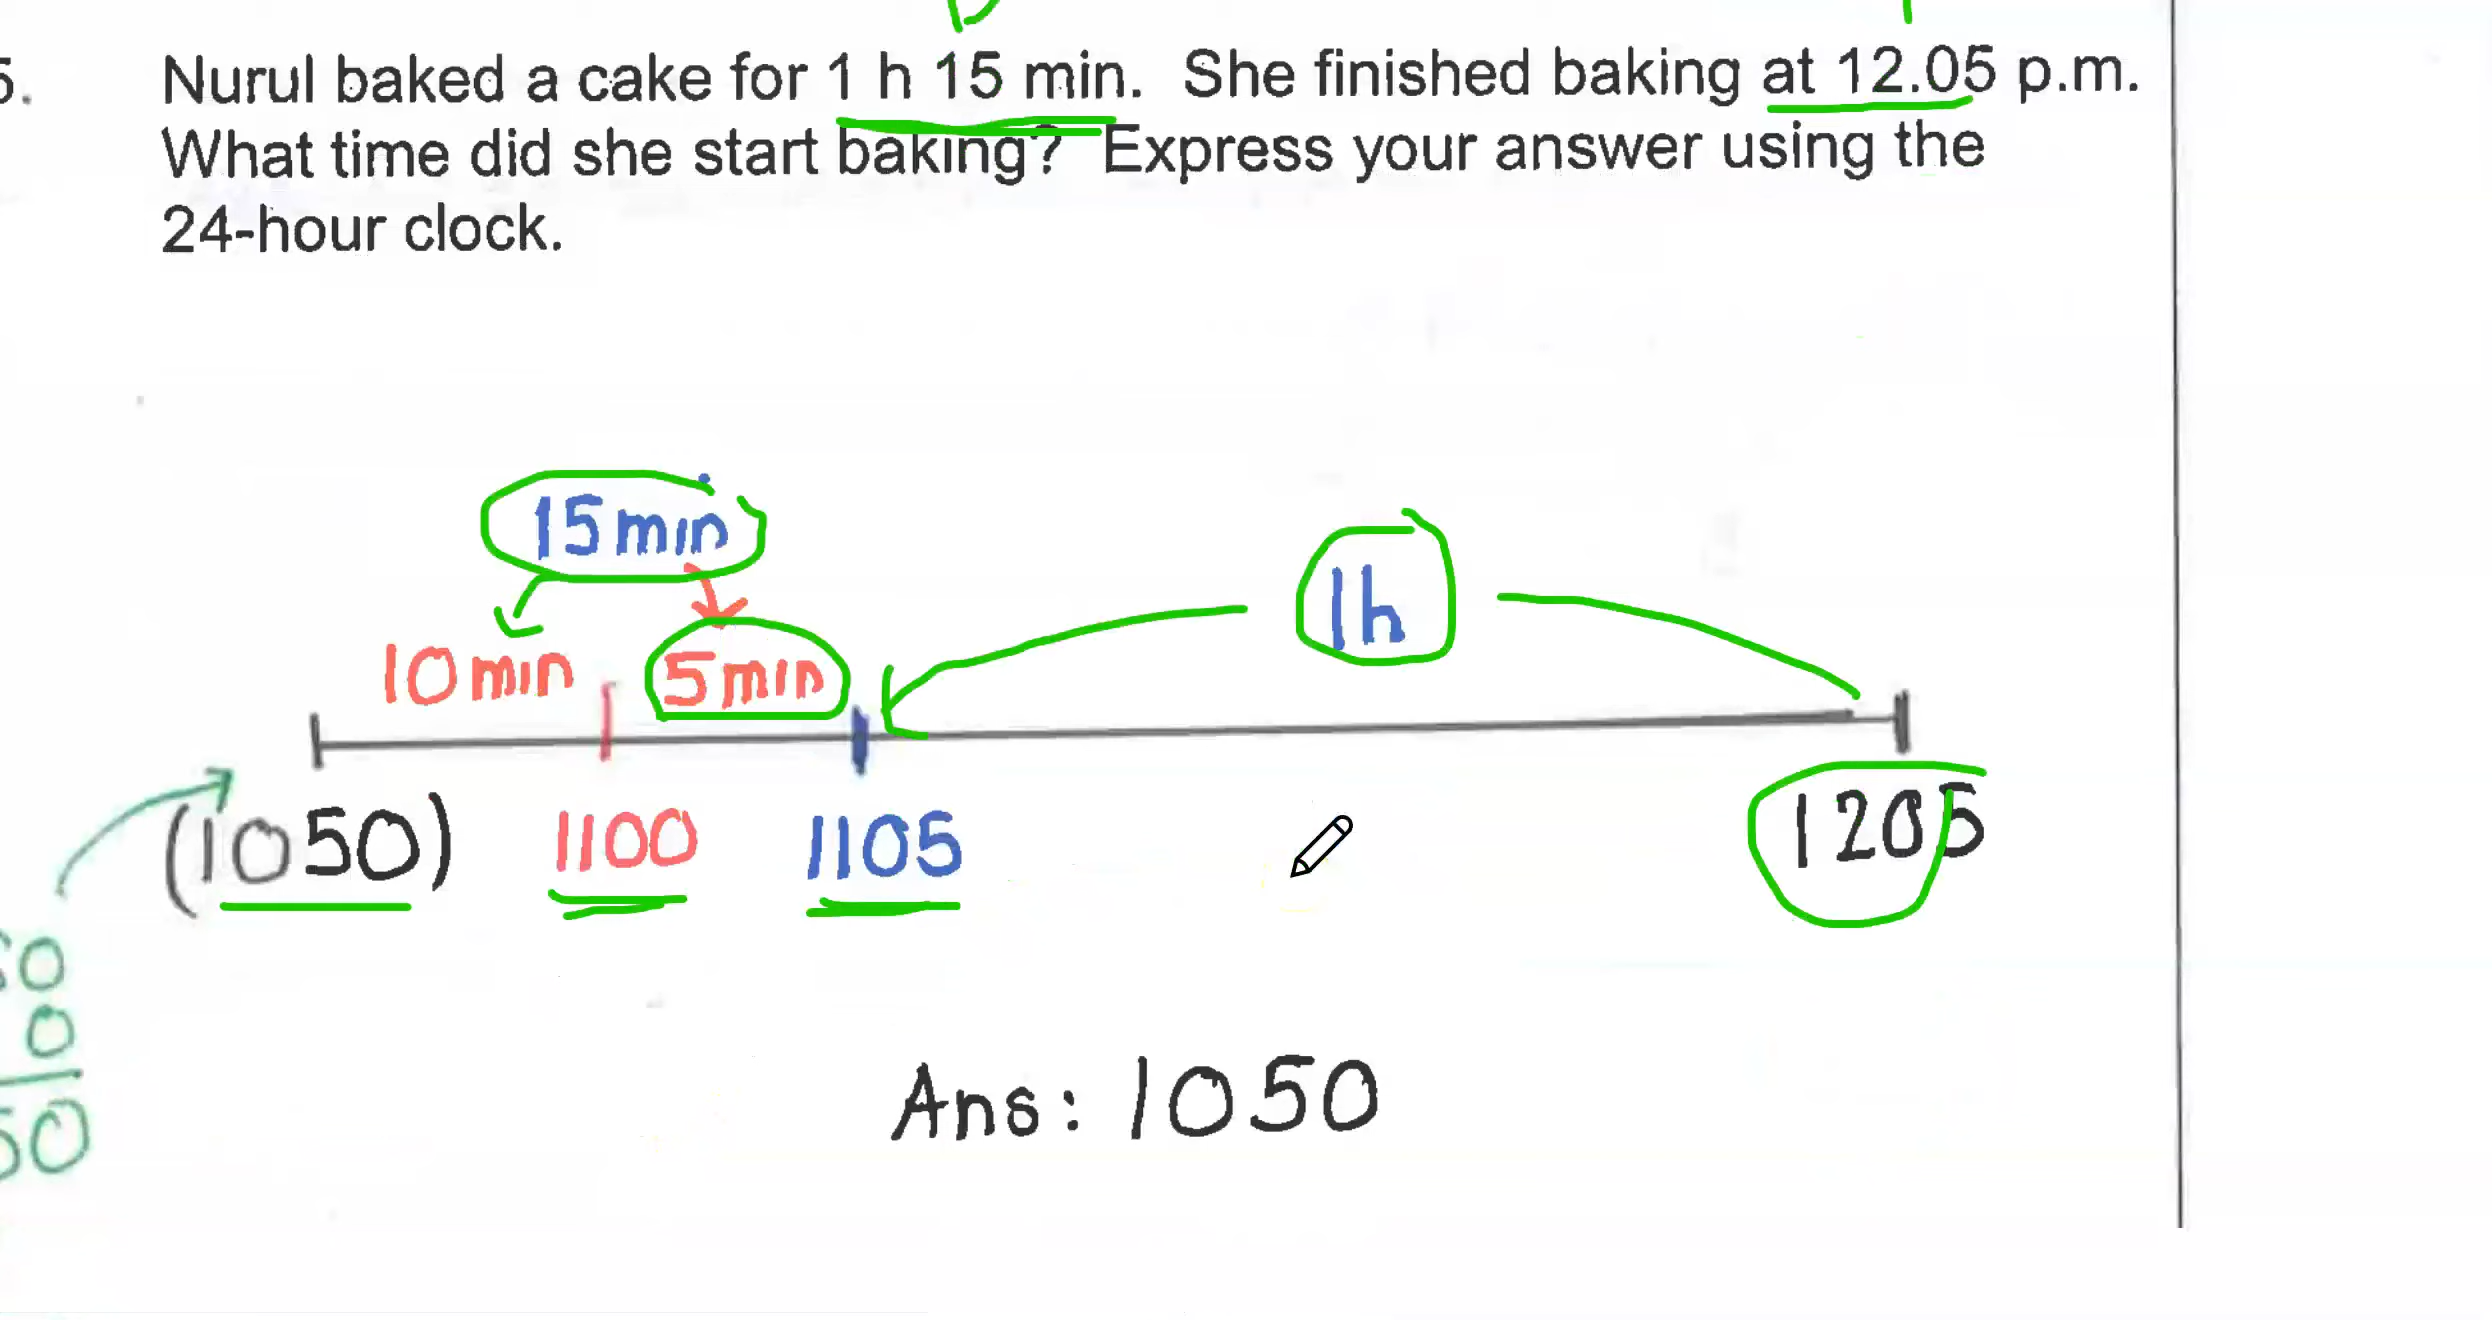 Nurul baked a cake for 1 h 15 min. She finished baking at 12.05 p.m.
What time did she start baking? Express your answer using the
24-hour clock.
15 min
1h
10 min 5 min
(1050) 1100 1105 1205
0
50
Ans: 1050